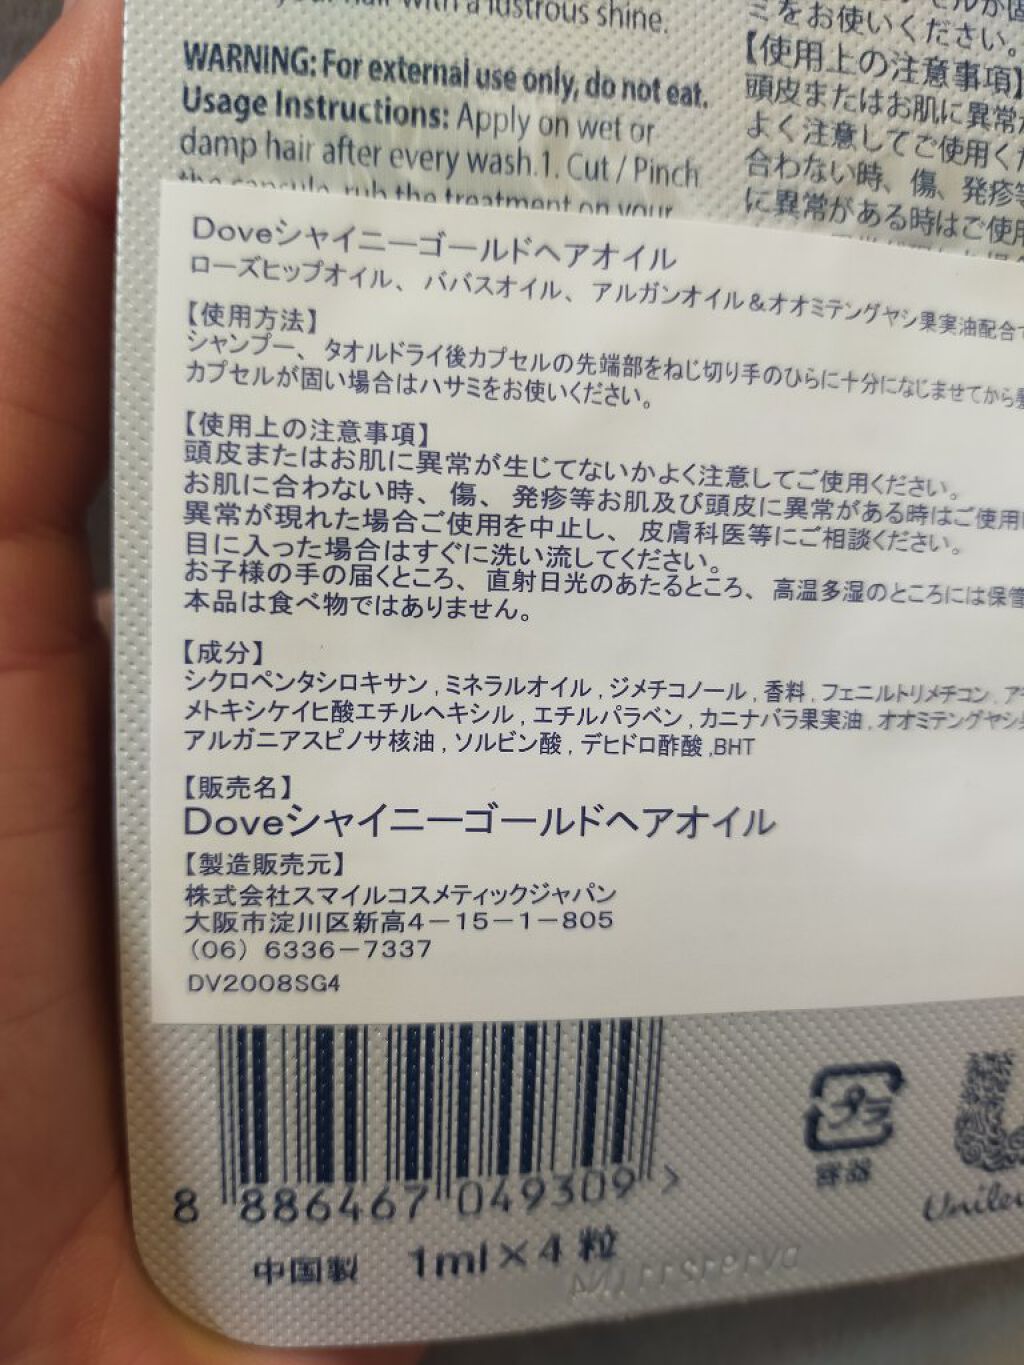 your hair with a lustrous shine.
WARNING: For external use only, do not eat.
Usage Instructions: Apply on wet or
damp hair after every wash.1. Cut / Pinch
the capsule, rub the treatment on your
ミをお使いください。
【使用上の注意事項】
頭皮またはお肌に異常
よく注意してご使用く
合わない時、傷、発疹等
に異常がある時はご使用
Doveシャイニーゴールドヘアオイル
ローズヒップオイル、ババスオイル、アルガンオイル&オオミテングヤシ果実油配合
【使用方法】
シャンプー、タオルドライ後カプセルの先端部をねじ切り手のひらに十分になじませてから
カプセルが固い場合はハサミをお使いください。
【使用上の注意事項】
頭皮またはお肌に異常が生じてないかよく注意してご使用ください。
お肌に合わない時、傷、発疹等お肌及び頭皮に異常がある時はご使用
異常が現れた場合ご使用を中止し、皮膚科医等にご相談ください。
目に入った場合はすぐに洗い流してください。
お子様の手の届くところ、直射日光のあたるところ、高温多湿のところには保管
本品は食べ物ではありません。
【成分】
シクロペンタシロキサン,ミネラルオイル,ジメチコノール,香料,フェニルトリメチコン,ア
メトキシケイヒ酸エチルヘキシル,エチルパラベン,カニナバラ果実油,オオミテングヤシ
アルガニアスピノサ核油,ソルビン酸,デヒドロ酢酸,BHT
【販売名】
Doveシャイニーゴールドヘアオイル
【製造販売元】
株式会社スマイルコスメティックジャパン
大阪市淀川区新高4－15－1－805
（06）6336－7337
DV2008SG4
8 886467 049309 >
プラ
容器
Unilev
中国製 1ml×4粒